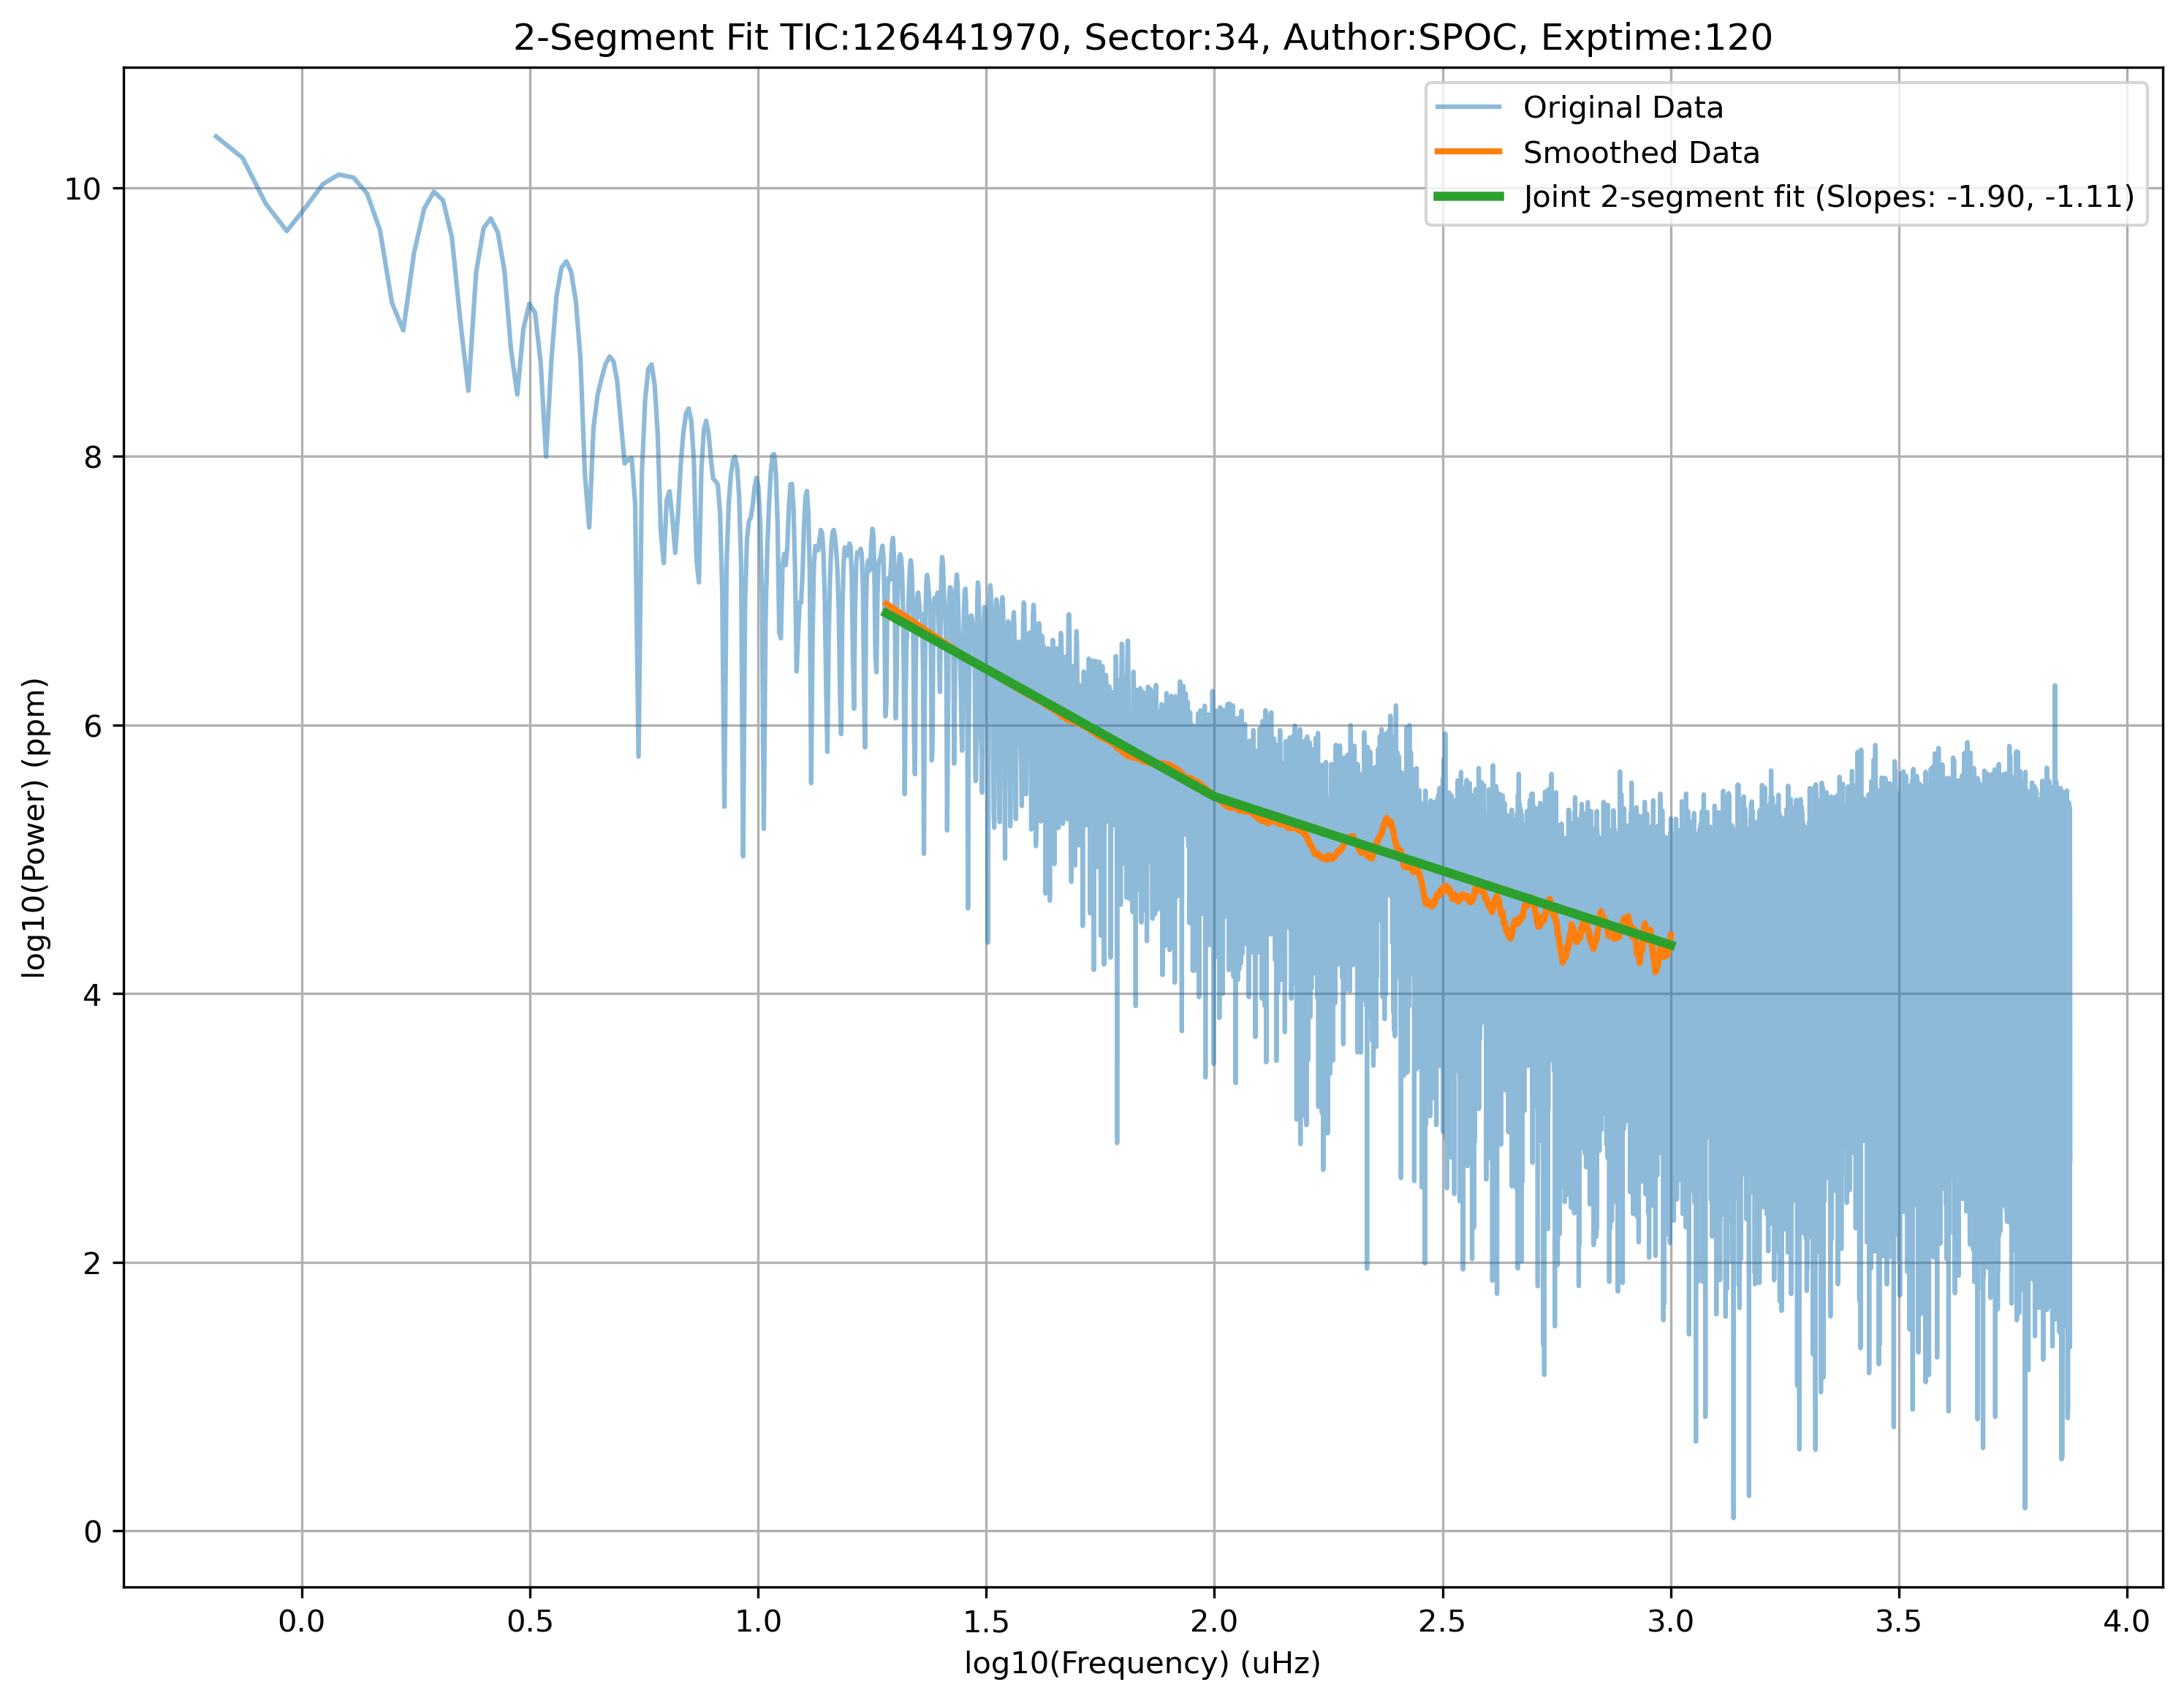 2-Segment Fit TIC:126441970, Sector:34, Author:SPOC, Exptime:120
Original Data
Smoothed Data
Joint 2-segment fit (Slopes: -1.90, -1.11)
log10(Power) (ppm)
10
8
6
4
2
0
0.0 0.5 1.0 1.5 2.0 2.5 3.0 3.5 4.0
log10(Frequency) (uHz)